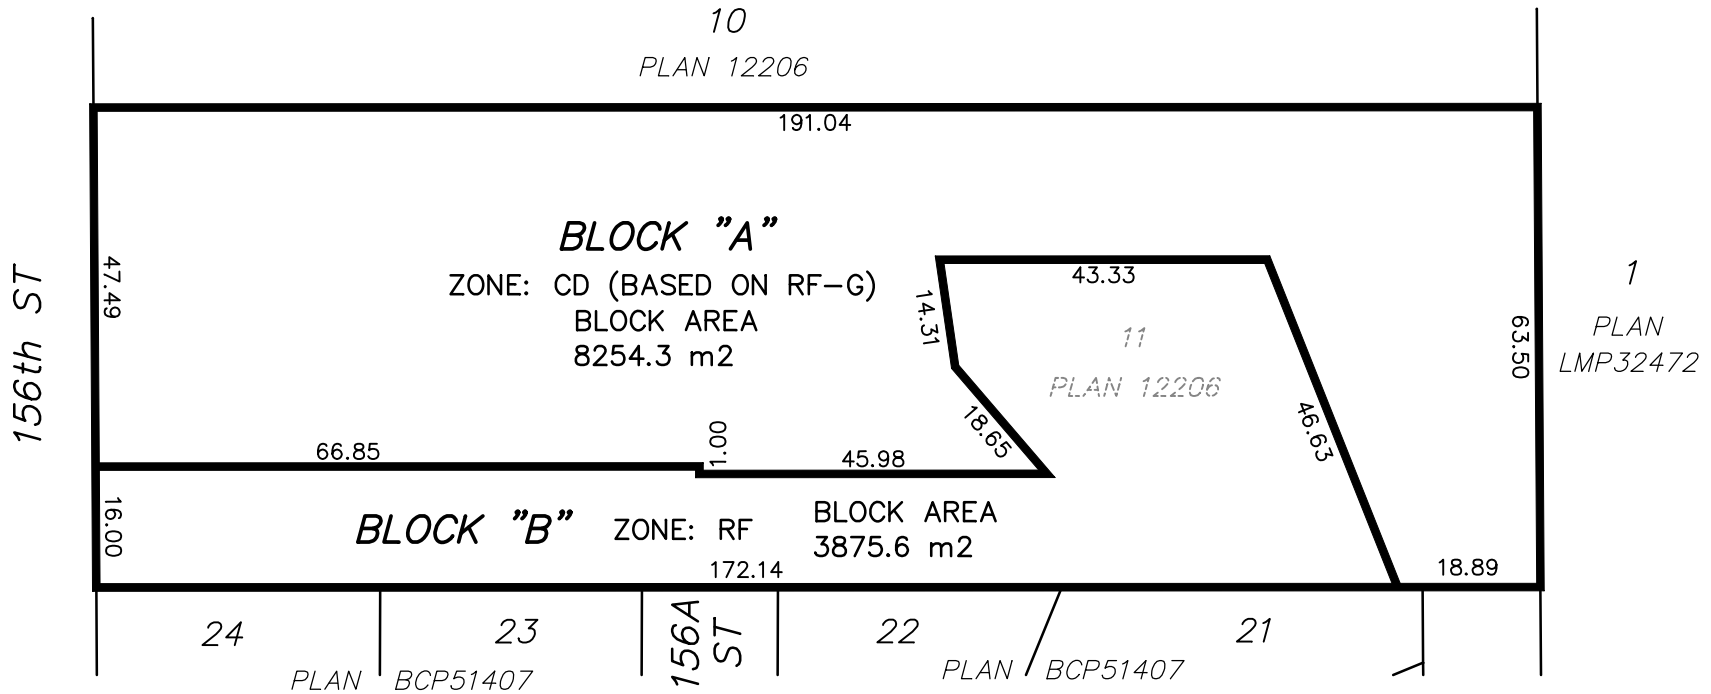 10
PLAN 12206
191.04
BLOCK "A"
ZONE: CD (BASED ON RF-G)
BLOCK AREA
8254.3 m2
47.49
156th ST
43.33
14.31
11
PLAN 12206
18.65
46.63
63.50
1
PLAN
LMP32472
66.85
1.00
45.98
16.00
BLOCK "B" ZONE: RF
BLOCK AREA
3875.6 m2
172.14
18.89
24
23
156A
ST
22
21
PLAN BCP51407
PLAN BCP51407